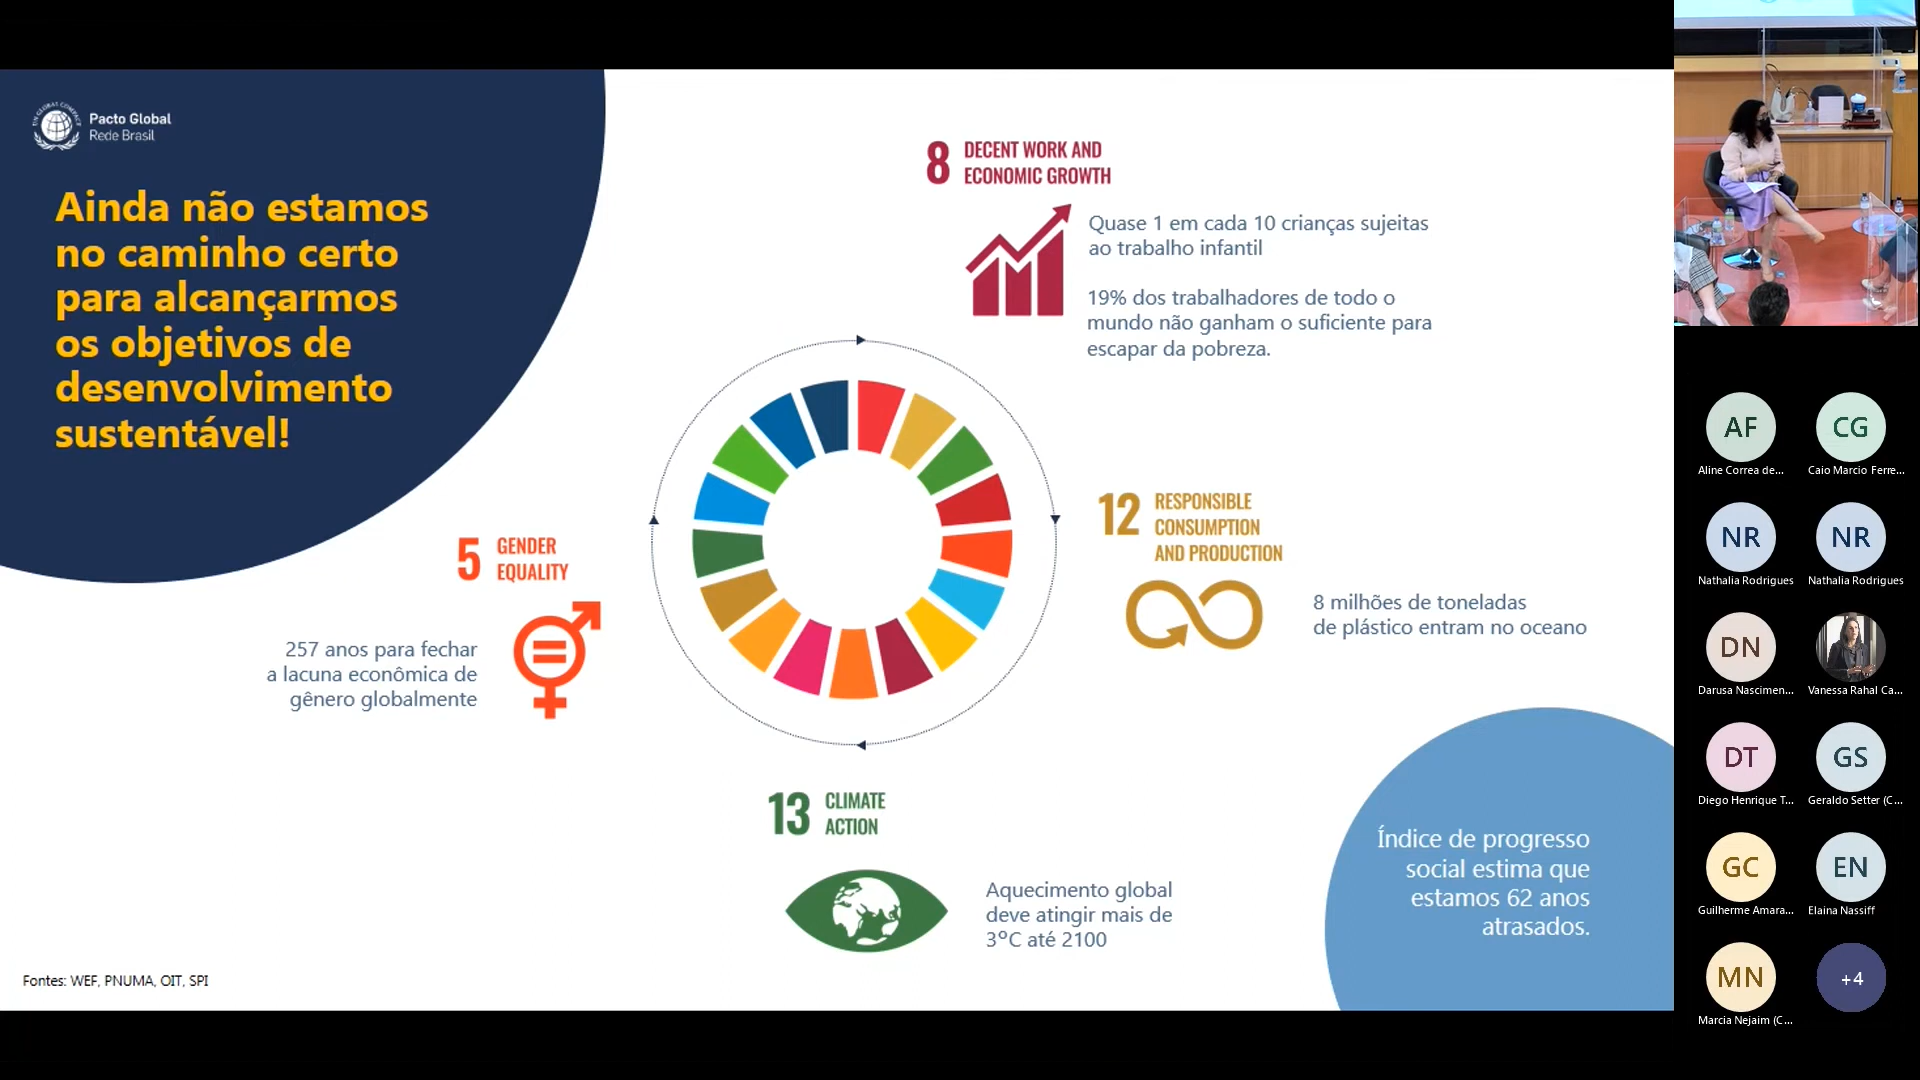 UN GLOBAL COMPACT
Pacto Global
Rede Brasil
Ainda não estamos
no caminho certo
para alcançarmos
os objetivos de
desenvolvimento
sustentável!
8
DECENT WORK AND
ECONOMIC GROWTH
Quase 1 em cada 10 crianças sujeitas
ao trabalho infantil
19% dos trabalhadores de todo o
mundo não ganham o suficiente para
escapar da pobreza.
5
GENDER
EQUALITY
257 anos para fechar
a lacuna econômica de
gênero globalmente
12
RESPONSIBLE
CONSUMPTION
AND PRODUCTION
8 milhões de toneladas
de plástico entram no oceano
13
CLIMATE
ACTION
Aquecimento global
deve atingir mais de
3ºC até 2100
Índice de progresso
social estima que
estamos 62 anos
atrasados.
Fontes: WEF, PNUMA, OIT, SPI
AF
Aline Correa de...
CG
Caio Marcio Ferre...
NR
Nathalia Rodrigues
NR
Nathalia Rodrigues
DN
Darusa Nascimen...
Vanessa Rahal Ca...
DT
Diego Henrique T...
GS
Geraldo Setter (C...
GC
Guilherme Amara...
EN
Elaina Nassiff
MN
Marcia Nejaim (C...
+4